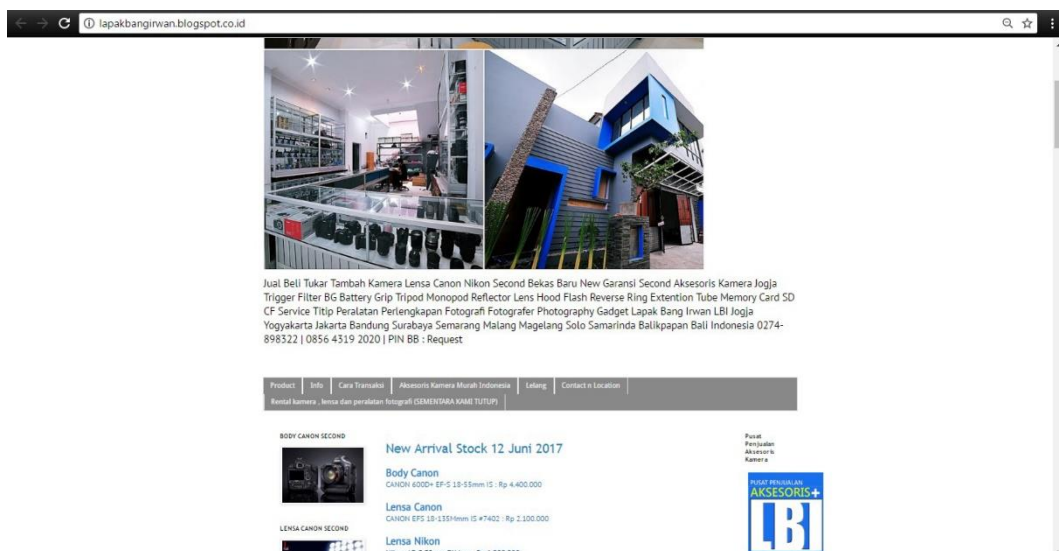 lapakbangirwan.blogspot.co.id
Jual Beli Tukar Tambah Kamera Lensa Canon Nikon Second Bekas Baru New Garansi Second Aksesoris Kamera Jogja
Trigger Filter BG Battery Grip Tripod Monopod Reflector Lens Hood Flash Reverse Ring Extention Tube Memory Card SD
CF Service Titip Peralatan Perlengkapan Fotografi Fotografer Photography Gadget Lapak Bang Irwan LBI Jogja
Yogyakarta Jakarta Bandung Surabaya Semarang Malang Magelang Solo Samarinda Balikpapan Bali Indonesia 0274-
898322 | 0856 4319 2020 | PIN BB : Request
Product Info Cara Transaksi Aksesoris Kamera Murah Indonesia Lelang Contact n Location
Rental kamera , lensa dan peralatan fotografi (SEMENTARA KAMI TUTUP)
BODY CANON SECOND
LENSA CANON SECOND
New Arrival Stock 12 Juni 2017
Body Canon
CANON 600D+ EF-S 18-55mm IS : Rp 4.400.000
Lensa Canon
CANON EFS 18-135Mmm IS #7402 : Rp 2.100.000
Lensa Nikon
Pusat
Penjualan
Aksesoris
Kamera
PUSAT PENJUALAN
AKSESORIS+
LBI